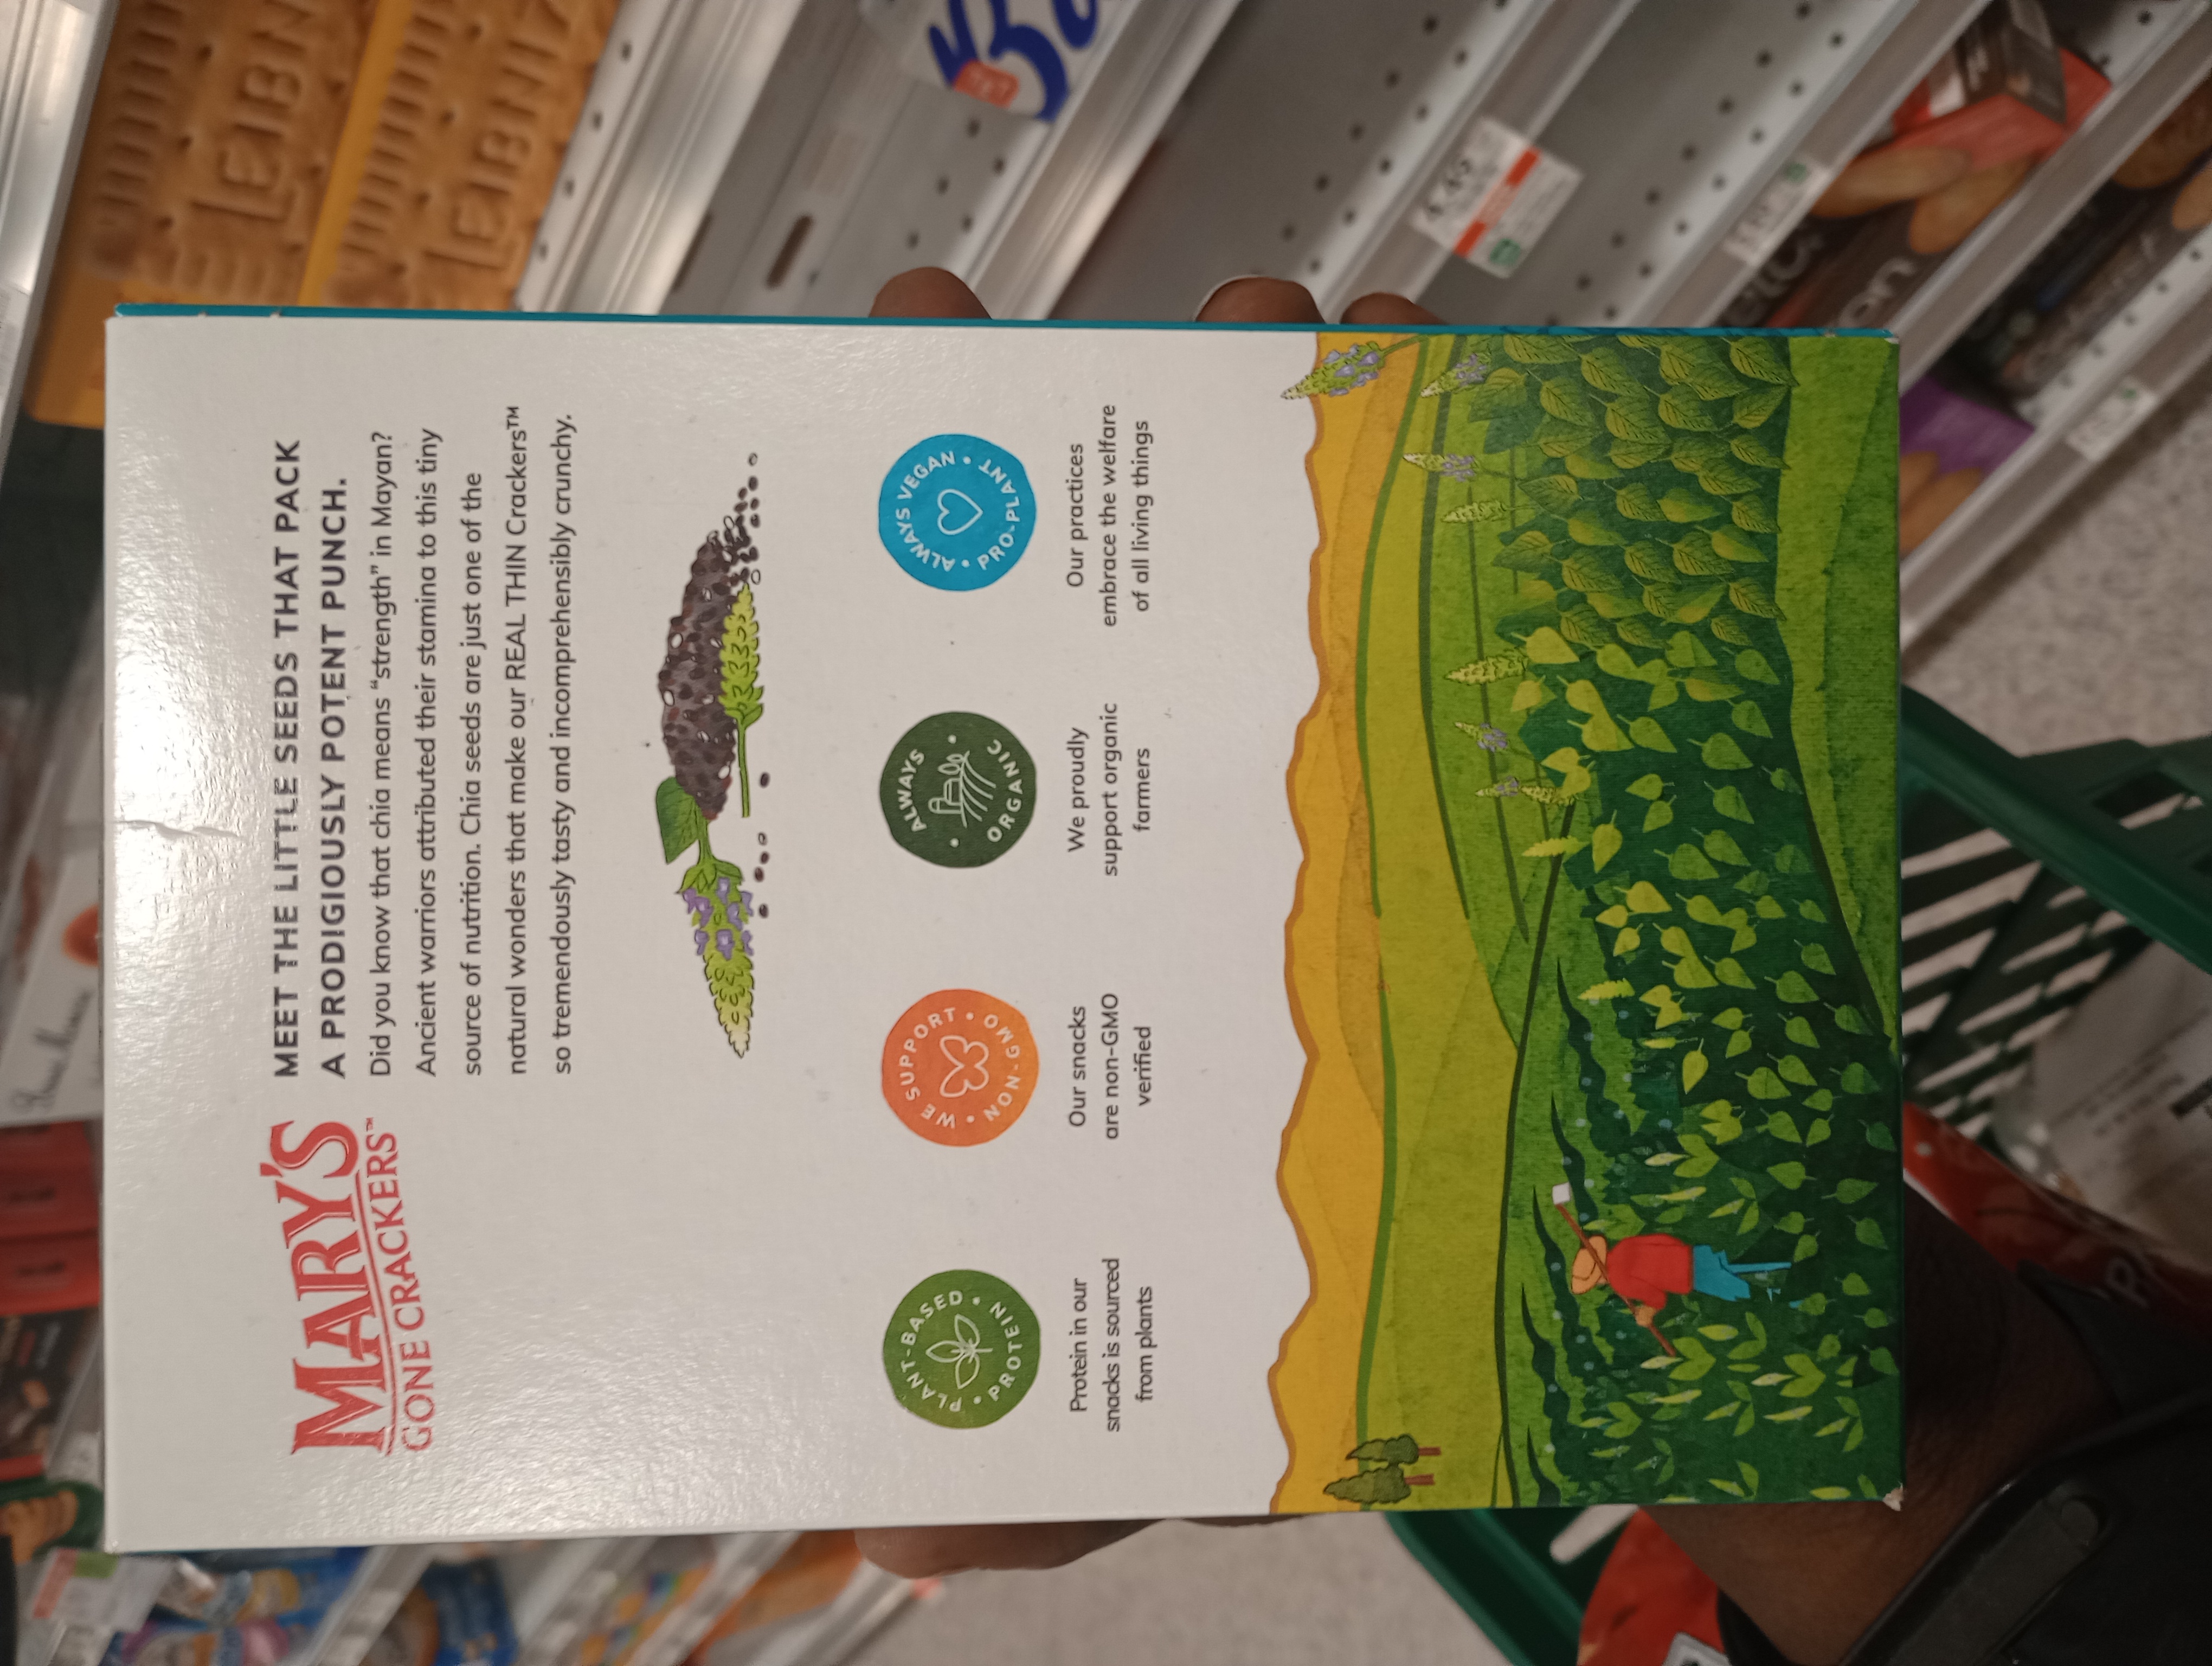 MARY'S
GONE CRACKERS™
MEET THE LITTLE SEEDS THAT PACK
A PRODIGIOUSLY POTENT PUNCH.
Did you know that chia means “strength” in Mayan?
Ancient warriors attributed their stamina to this tiny
source of nutrition. Chia seeds are just one of the
natural wonders that make our REAL THIN Crackers™
so tremendously tasty and incomprehensibly crunchy.
PLANT-BASED
PROTEIN
Protein in our
snacks is sourced
from plants
WE SUPPORT
NON-GMO
Our snacks
are non-GMO
verified
ALWAYS
ORGANIC
We proudly
support organic
farmers
ALWAYS VEGAN
PRO-PLANT
Our practices
embrace the welfare
of all living things
LEIBN
LEIBNIZ